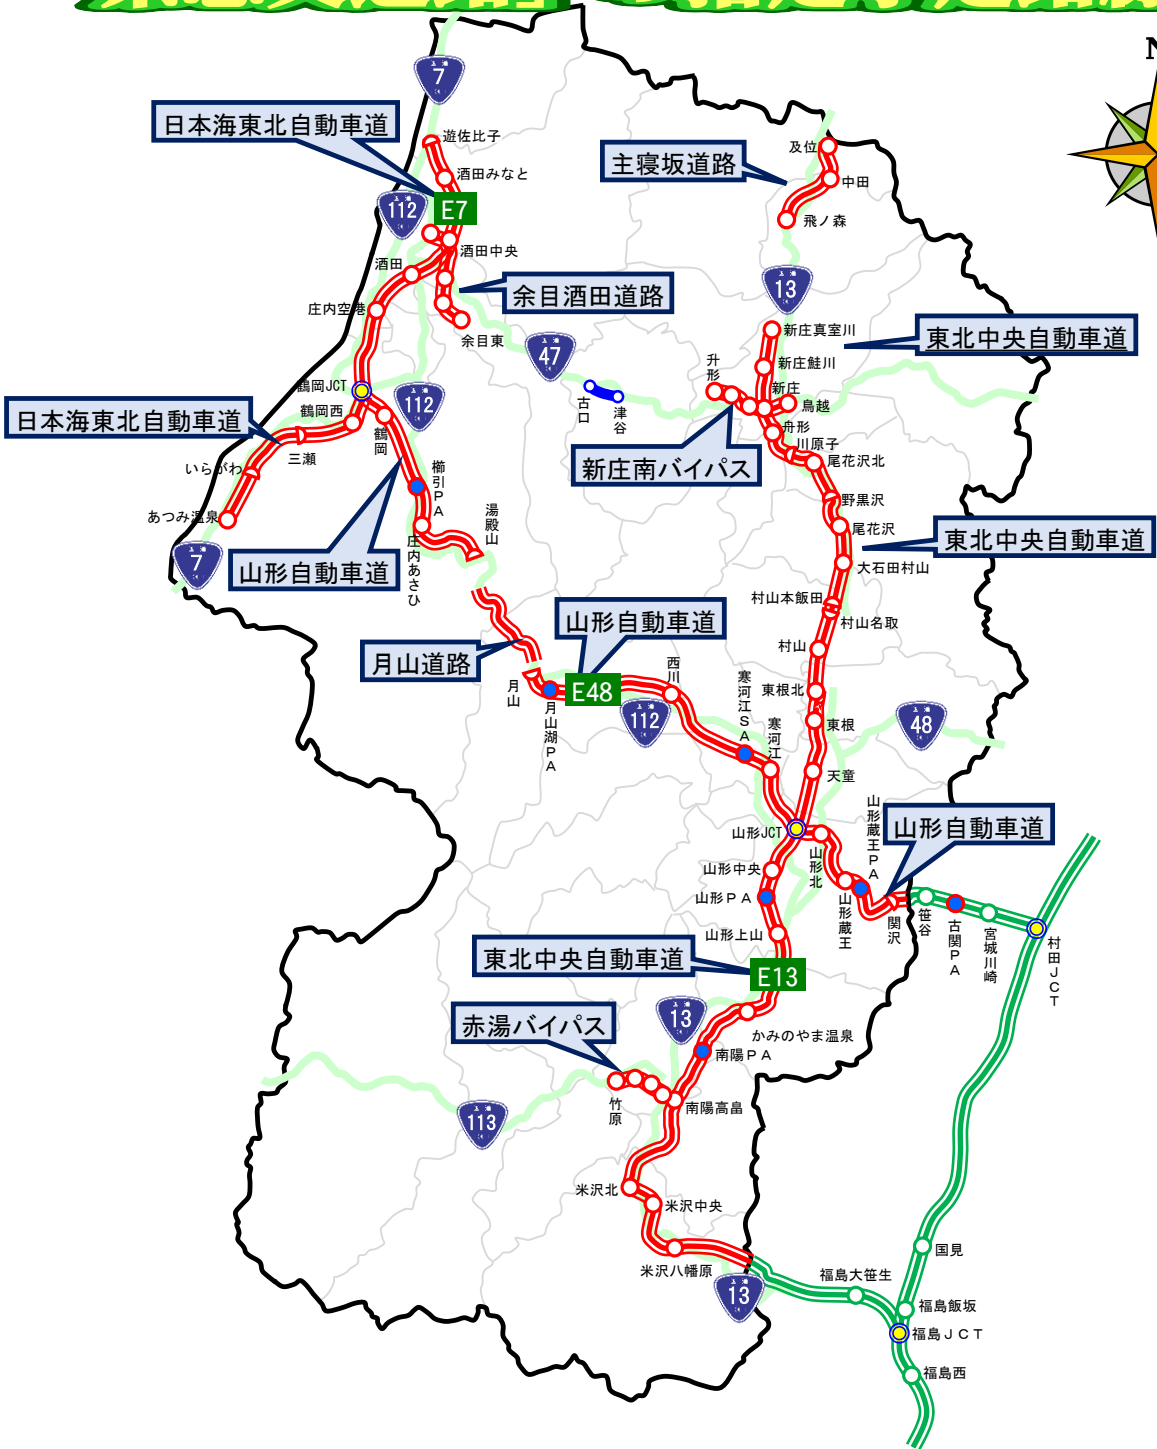 N
7
日本海東北自動車道
遊佐比子
酒田みなと
112
E7
主寝坂道路
及位
中田
飛ノ森
酒田中央
酒田
13
余目酒田道路
庄内空港
余目東
47
新庄真室川
東北中央自動車道
新庄鮭川
升形
新庄
鳥越
古口
津谷
鶴岡JCT
112
日本海東北自動車道
鶴岡西
鶴岡
舟形
川原子
尾花沢北
新庄南バイパス
三瀬
いらがわ
櫛引PA
野黒沢
尾花沢
あつみ温泉
湯殿山
東北中央自動車道
7
山形自動車道
庄内あさひ
大石田村山
村山本飯田
村山名取
山形自動車道
村山
月山道路
西川
寒河江SA
東根北
月山
E48
112
月山湖PA
寒河江
東根
48
天童
山形蔵王PA
山形自動車道
山形JCT
山形北
山形中央
山形PA
山形蔵王
関沢
笹谷
古関PA
宮城川崎
村田JCT
山形上山
東北中央自動車道
E13
赤湯バイパス
13
かみのやま温泉
南陽PA
竹原
南陽高畠
113
米沢北
米沢中央
米沢八幡原
国見
福島大笹生
13
福島飯坂
福島JCT
福島西